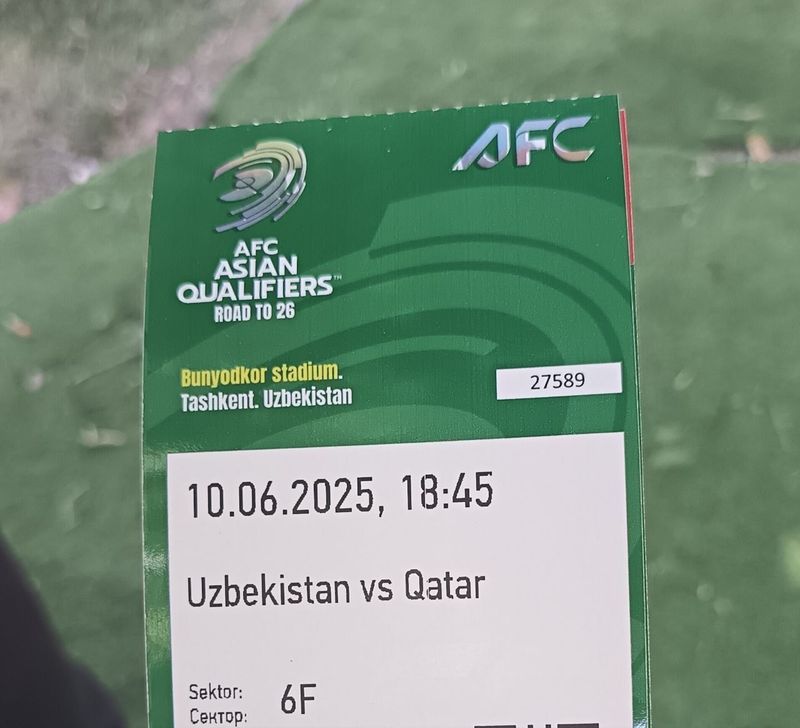 AFC
AFC
ASIAN
QUALIFIERS™
ROAD TO 26
Bunyodkor stadium.
Tashkent. Uzbekistan
27589
10.06.2025, 18:45
Uzbekistan vs Qatar
Sektor: 6F
Сектор: